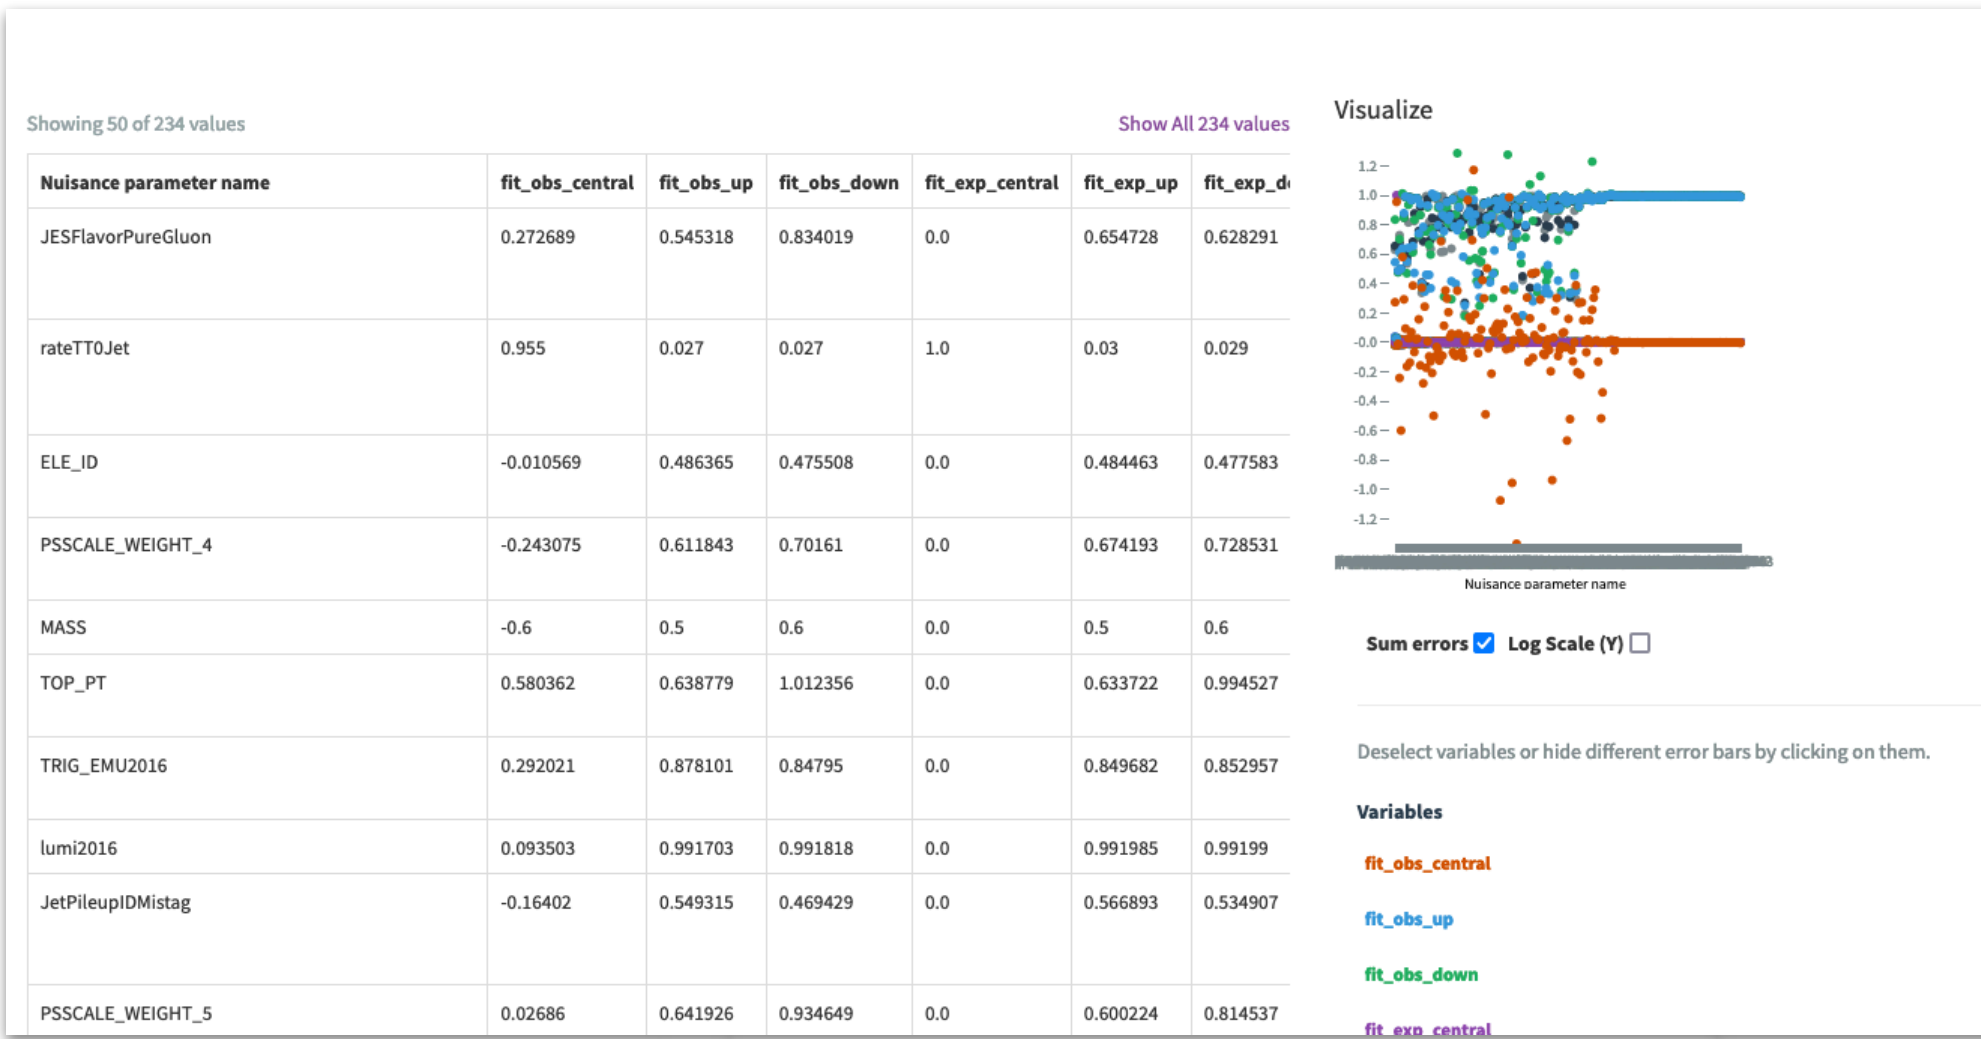 Showing 50 of 234 values
Show All 234 values
Nuisance parameter name fit_obs_central fit_obs_up fit_obs_down fit_exp_central fit_exp_up
JESFlavorPureGluon 0.272689 0.545318 0.834019 0.0 0.654728 0.628291
rateTT0Jet 0.955 0.027 0.027 1.0 0.03 0.029
ELE_ID -0.010569 0.486365 0.475508 0.0 0.484463 0.477583
PSSCALE_WEIGHT_4 -0.243075 0.611843 0.70161 0.0 0.674193 0.728531
MASS -0.6 0.5 0.6 0.0 0.5 0.6
TOP_PT 0.580362 0.638779 1.012356 0.0 0.633722 0.994527
TRIG_EMU2016 0.292021 0.878101 0.84795 0.0 0.849682 0.852957
lumi2016 0.093503 0.991703 0.991818 0.0 0.991985 0.99199
JetPileupIDMistag -0.16402 0.549315 0.469429 0.0 0.566893 0.534907
PSSCALE_WEIGHT_5 0.02686 0.641926 0.934649 0.0 0.600224 0.814537
Visualize
1.2
1.0
0.8
0.6
0.4
0.2
-0.0
-0.2
-0.4
-0.6
-0.8
-1.0
-1.2
Nuisance parameter name
Sum errors Log Scale (Y)
Deselect variables or hide different error bars by clicking on them.
Variables
fit_obs_central
fit_obs_up
fit_obs_down
fit_exp_central